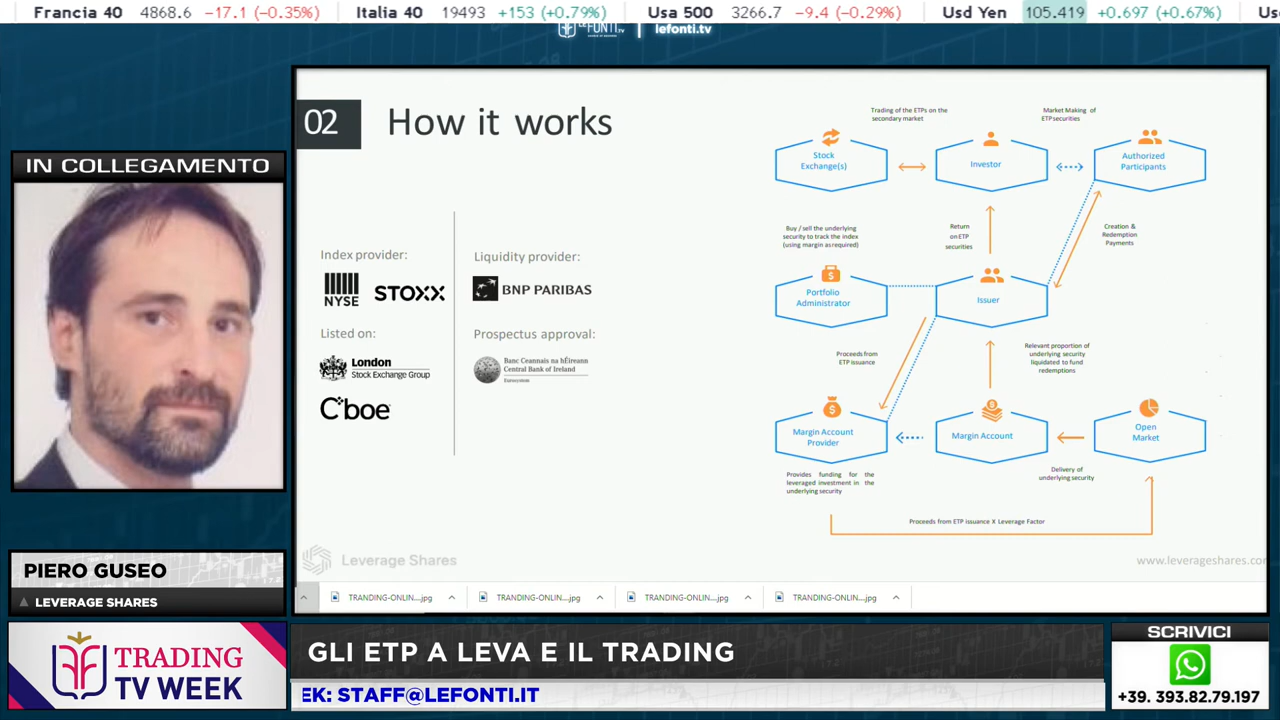 Francia 40 4868.6 −17.1 (−0.35%) Italia 40 19493 +153 (+0.79%) Usa 500 3266.7 −9.4 (−0.29%) Usd Yen 105.419 +0.697 (+0.67%)
LEFONTI.TV lefonti.tv
02 How it works
IN COLLEGAMENTO
Trading of the ETPs on the
secondary market
Market Making of
ETP securities
Stock
Exchange(s)
Investor
Authorized
Participants
Buy / sell the underlying
security to track the index
(using margin as required)
Return
on ETP
securities
Creation &
Redemption
Payments
Index provider:
NYSE STOXX
Liquidity provider:
BNP PARIBAS
Listed on:
London
Stock Exchange Group
Cboe
Prospectus approval:
Banc Ceannais na hÉireann
Central Bank of Ireland
Eurosystem
Portfolio
Administrator
Issuer
Proceeds from
ETP issuance
Relevant proportion of
underlying security
liquidated to fund
redemptions
Margin Account
Provider
Margin Account
Open
Market
Provides funding for the
leveraged investment in the
underlying security
Delivery of
underlying security
Proceeds from ETP issuance X Leverage Factor
Leverage Shares
www.leverageshares.com
TRANDING-ONLIN....jpg TRANDING-ONLIN....jpg TRANDING-ONLIN....jpg TRANDING-ONLIN....jpg
PIERO GUSEO
LEVERAGE SHARES
TRADING
TV WEEK
GLI ETP A LEVA E IL TRADING
EK: STAFF@LEFONTI.IT
SCRIVICI
+39. 393.82.79.197